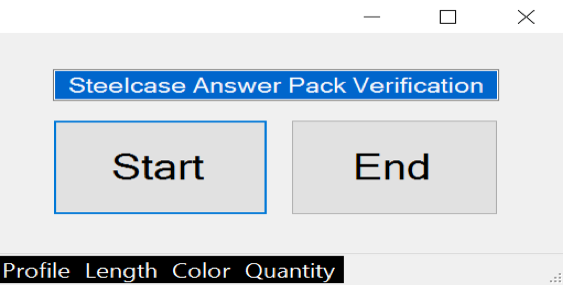 Steelcase Answer Pack Verification
Start End
Profile Length Color Quantity